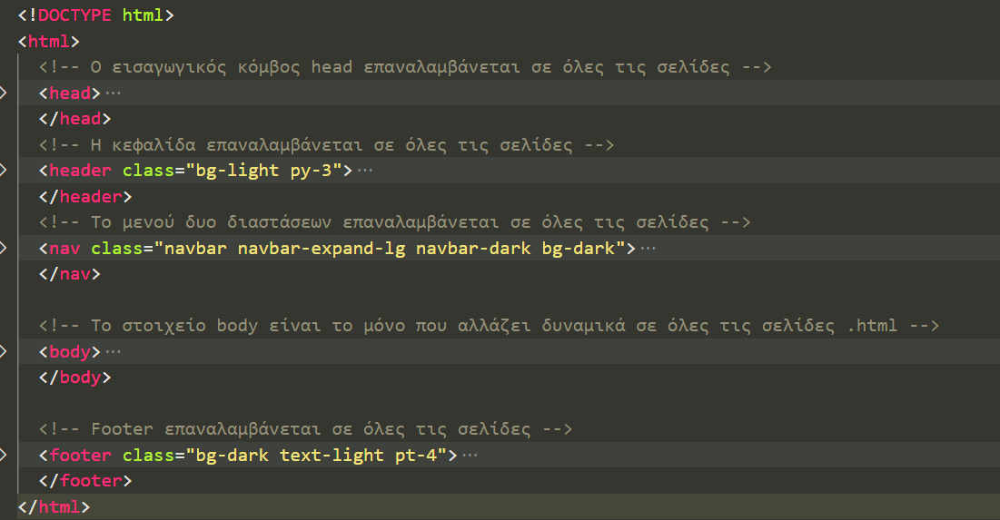 <!DOCTYPE html>
<html>
<!-- Ο εισαγωγικός κόμβος head επαναλαμβάνεται σε όλες τις σελίδες -->
<head>···
</head>
<!-- Η κεφαλίδα επαναλαμβάνεται σε όλες τις σελίδες -->
<header class="bg-light py-3">···
</header>
<!-- Το μενού δυο διαστάσεων επαναλαμβάνεται σε όλες τις σελίδες -->
<nav class="navbar navbar-expand-lg navbar-dark bg-dark">···
</nav>
<!-- Το στοιχείο body είναι το μόνο που αλλάζει δυναμικά σε όλες τις σελίδες .html -->
<body>···
</body>
<!-- Footer επαναλαμβάνεται σε όλες τις σελίδες -->
<footer class="bg-dark text-light pt-4">···
</footer>
</html>